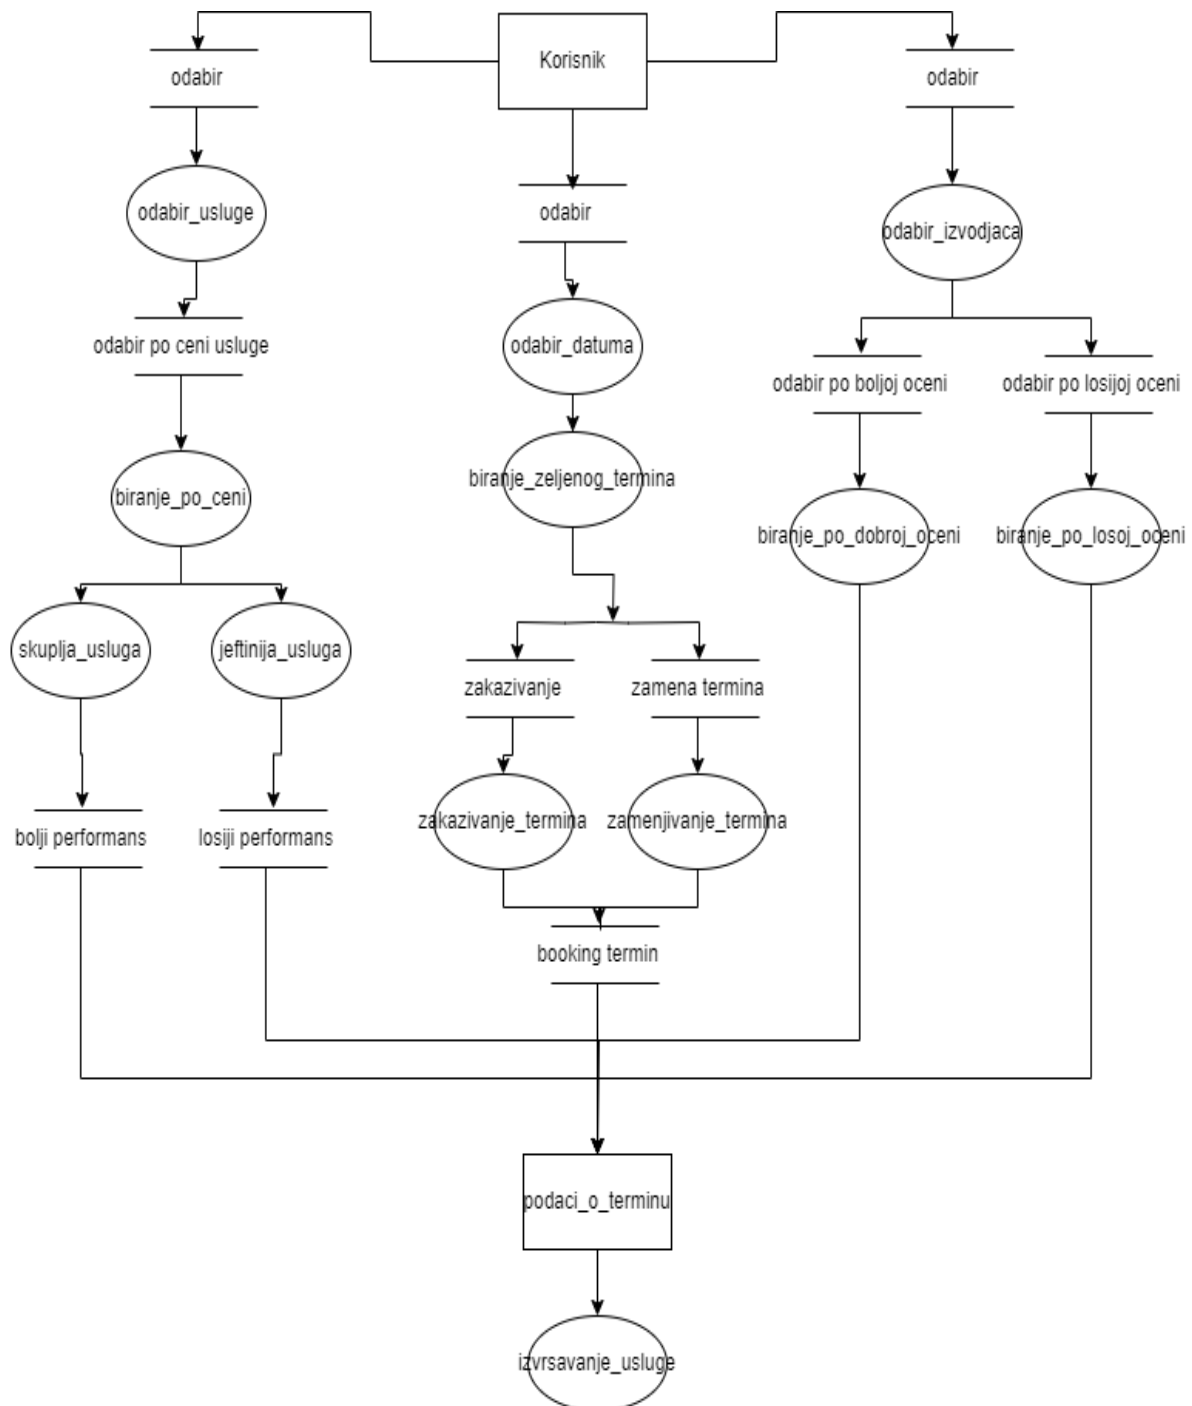 Korisnik
odabir
odabir
odabir
odabir_usluge
odabir_izvodjaca
odabir po ceni usluge
odabir_datuma
odabir po boljoj oceni
odabir po losijoj oceni
biranje_po_ceni
biranje_zeljenog_termina
biranje_po_dobroj_oceni
biranje_po_losoj_oceni
skuplja_usluga
jeftinija_usluga
zakazivanje
zamena termina
bolji performans
losiji performans
zakazivanje_termina
zamenjivanje_termina
booking termin
podaci_o_terminu
izvrsavanje_usluge